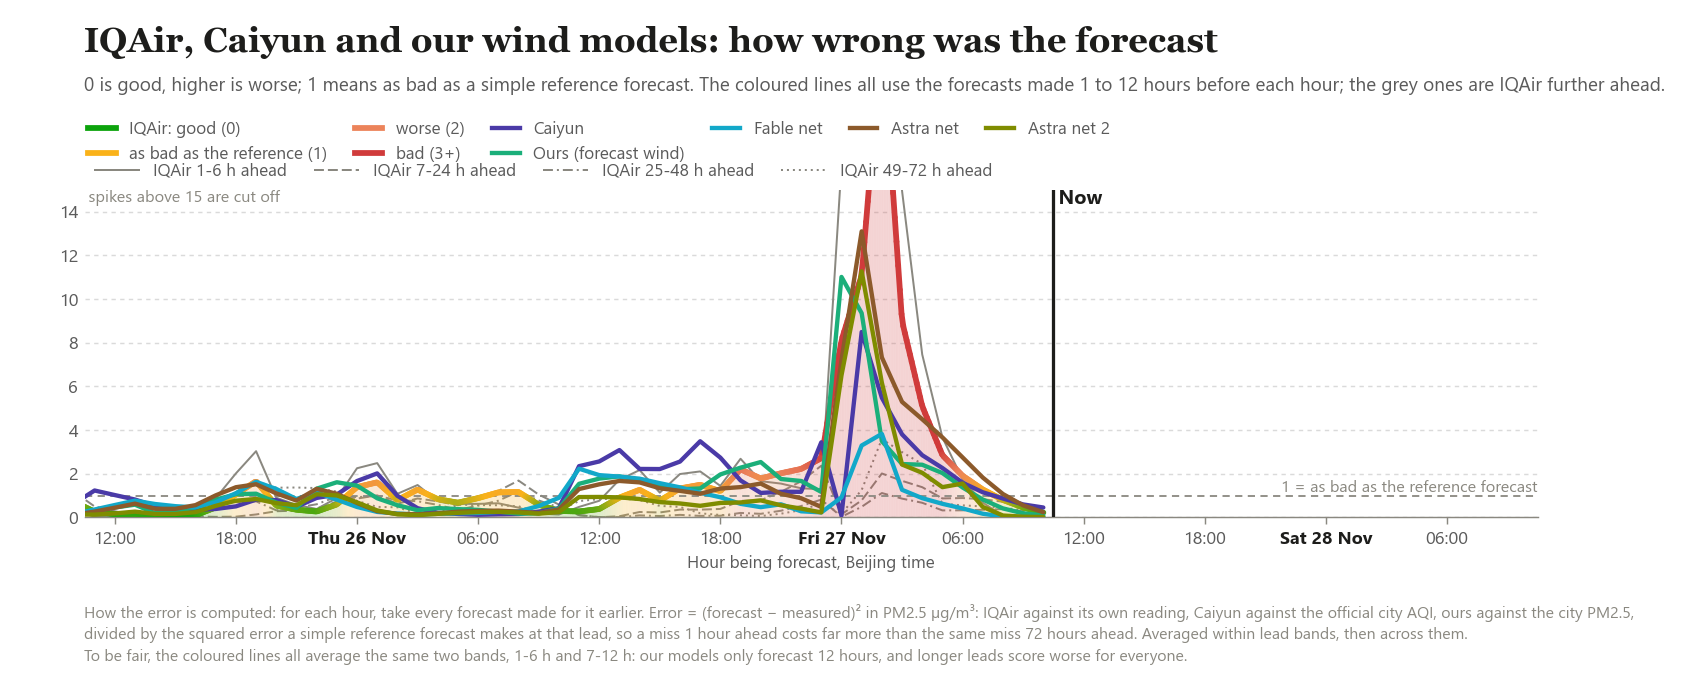 IQAir, Caiyun and our wind models: how wrong was the forecast
0 is good, higher is worse; 1 means as bad as a simple reference forecast. The coloured lines all use the forecasts made 1 to 12 hours before each hour; the grey ones are IQAir further ahead.
IQAir: good (0) worse (2) Caiyun Fable net Astra net Astra net 2
as bad as the reference (1) bad (3+) Ours (forecast wind)
IQAir 1-6 h ahead IQAir 7-24 h ahead IQAir 25-48 h ahead IQAir 49-72 h ahead
spikes above 15 are cut off
Now
14
12
10
8
6
4
2
1 = as bad as the reference forecast
0
12:00 18:00 Thu 26 Nov 06:00 12:00 18:00 Fri 27 Nov 06:00 12:00 18:00 Sat 28 Nov 06:00
Hour being forecast, Beijing time
How the error is computed: for each hour, take every forecast made for it earlier. Error = (forecast − measured)² in PM2.5 µg/m³: IQAir against its own reading, Caiyun against the official city AQI, ours against the city PM2.5,
divided by the squared error a simple reference forecast makes at that lead, so a miss 1 hour ahead costs far more than the same miss 72 hours ahead. Averaged within lead bands, then across them.
To be fair, the coloured lines all average the same two bands, 1-6 h and 7-12 h: our models only forecast 12 hours, and longer leads score worse for everyone.